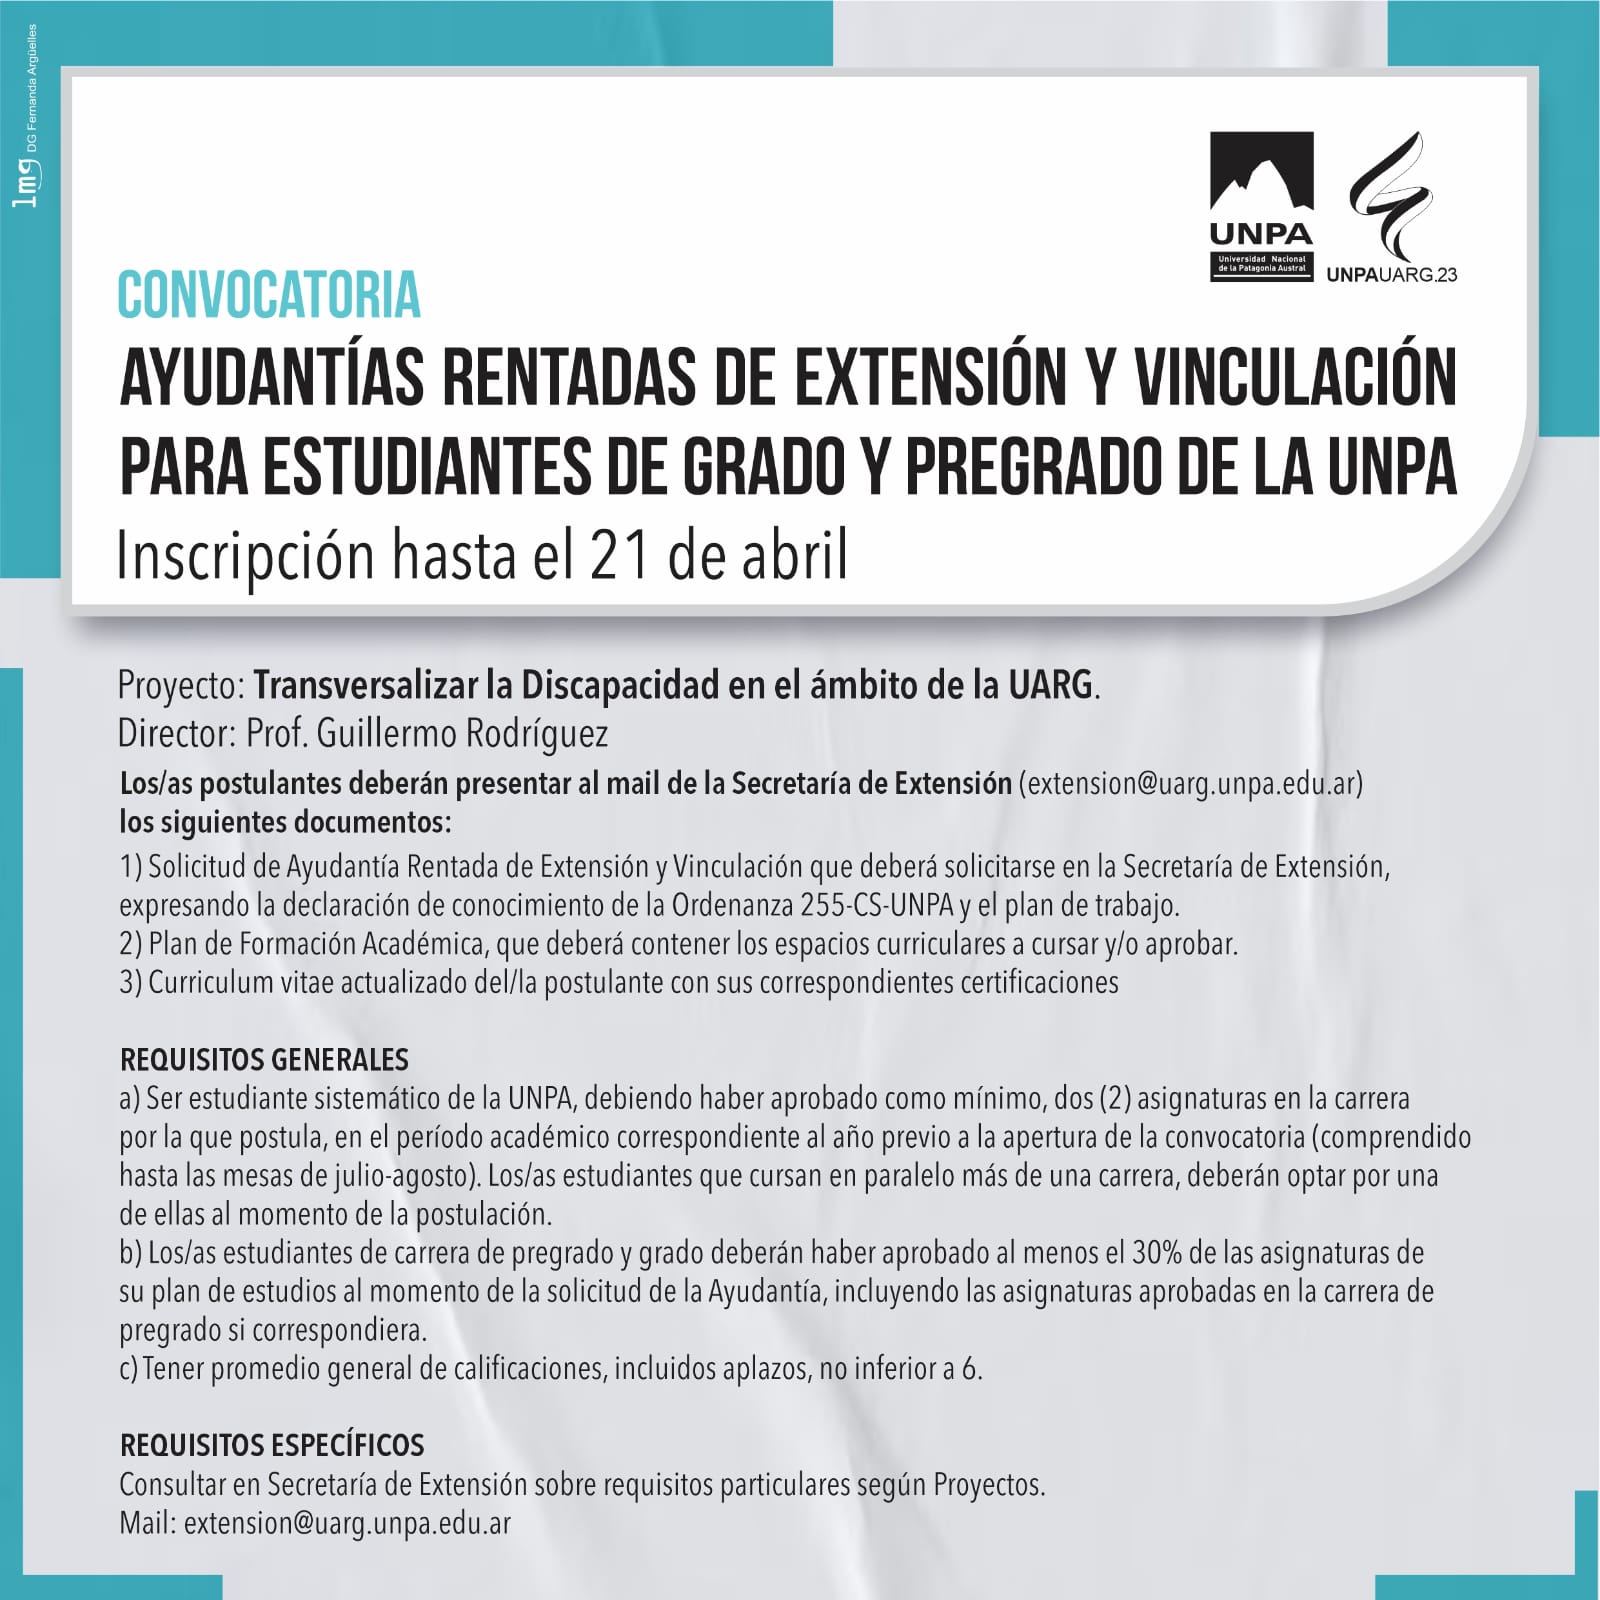 lmg DG Fernanda Argüelles
UNPA
Universidad Nacional
de la Patagonia Austral
UNPAUARG.23
CONVOCATORIA
AYUDANTÍAS RENTADAS DE EXTENSIÓN Y VINCULACIÓN
PARA ESTUDIANTES DE GRADO Y PREGRADO DE LA UNPA
Inscripción hasta el 21 de abril
Proyecto: Transversalizar la Discapacidad en el ámbito de la UARG.
Director: Prof. Guillermo Rodríguez
Los/as postulantes deberán presentar al mail de la Secretaría de Extensión (extension@uarg.unpa.edu.ar)
los siguientes documentos:
1) Solicitud de Ayudantía Rentada de Extensión y Vinculación que deberá solicitarse en la Secretaría de Extensión,
expresando la declaración de conocimiento de la Ordenanza 255-CS-UNPA y el plan de trabajo.
2) Plan de Formación Académica, que deberá contener los espacios curriculares a cursar y/o aprobar.
3) Curriculum vitae actualizado del/la postulante con sus correspondientes certificaciones
REQUISITOS GENERALES
a) Ser estudiante sistemático de la UNPA, debiendo haber aprobado como mínimo, dos (2) asignaturas en la carrera
por la que postula, en el período académico correspondiente al año previo a la apertura de la convocatoria (comprendido
hasta las mesas de julio-agosto). Los/as estudiantes que cursan en paralelo más de una carrera, deberán optar por una
de ellas al momento de la postulación.
b) Los/as estudiantes de carrera de pregrado y grado deberán haber aprobado al menos el 30% de las asignaturas de
su plan de estudios al momento de la solicitud de la Ayudantía, incluyendo las asignaturas aprobadas en la carrera de
pregrado si correspondiera.
c) Tener promedio general de calificaciones, incluidos aplazos, no inferior a 6.
REQUISITOS ESPECÍFICOS
Consultar en Secretaría de Extensión sobre requisitos particulares según Proyectos.
Mail: extension@uarg.unpa.edu.ar